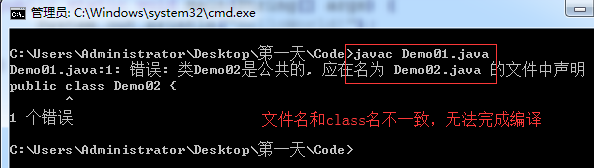 管理员: C:\Windows\system32\cmd.exe
C:\Users\Administrator\Desktop\第一天\Code>javac Demo01.java
Demo01.java:1: 错误: 类Demo02是公共的, 应在名为 Demo02.java 的文件中声明
public class Demo02 {
^
1 个错误
文件名和class名不一致，无法完成编译
C:\Users\Administrator\Desktop\第一天\Code>